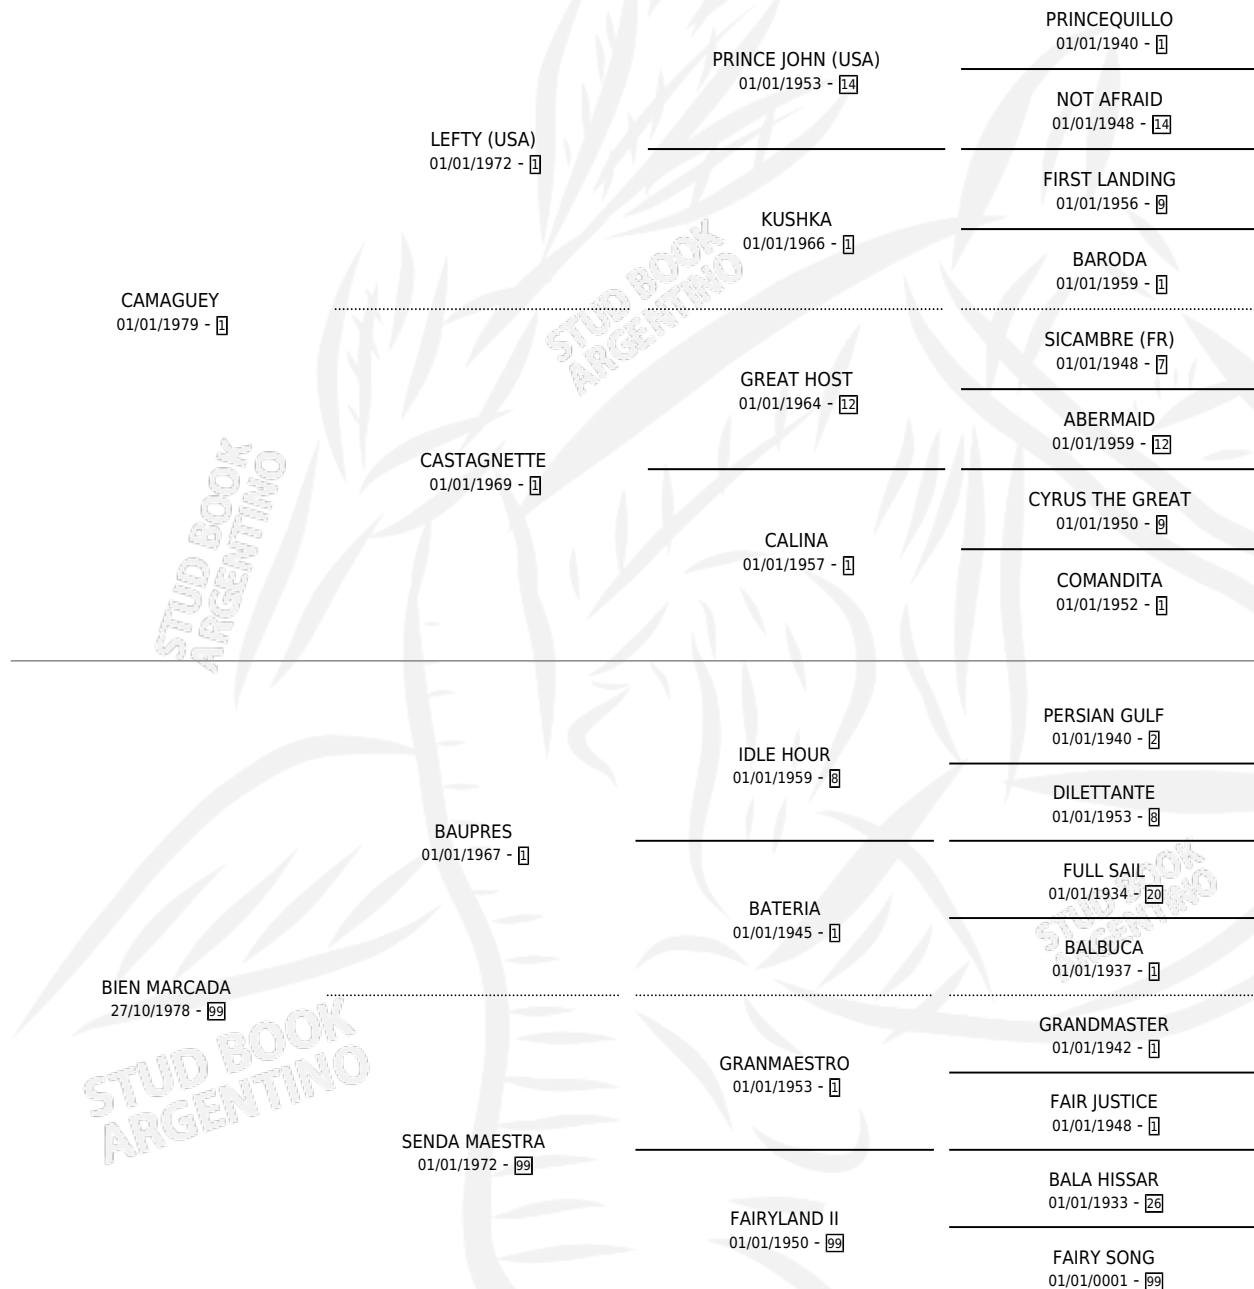 PRINCEQUILLO
01/01/1940 - 1
PRINCE JOHN (USA)
01/01/1953 - 14
NOT AFRAID
01/01/1948 - 14
LEFTY (USA)
01/01/1972 - 1
FIRST LANDING
01/01/1956 - 9
KUSHKA
01/01/1966 - 1
BARODA
01/01/1959 - 1
CAMAGUEY
01/01/1979 - 1
STUD BOOK
ARGENTINO
SICAMBRE (FR)
01/01/1948 - 7
GREAT HOST
01/01/1964 - 12
ABERMAID
01/01/1959 - 12
CASTAGNETTE
01/01/1969 - 1
CYRUS THE GREAT
01/01/1950 - 9
CALINA
01/01/1957 - 1
COMANDITA
01/01/1952 - 1
STUD BOOK
ARGENTINO
PERSIAN GULF
01/01/1940 - 2
IDLE HOUR
01/01/1959 - 8
DILETTANTE
01/01/1953 - 8
BAUPRES
01/01/1967 - 1
FULL SAIL
01/01/1934 - 20
BATERIA
01/01/1945 - 1
STUD BOOK
ARGENTINO
BALBUCA
01/01/1937 - 1
BIEN MARCADA
27/10/1978 - 99
GRANDMASTER
01/01/1942 - 1
GRANMAESTRO
01/01/1953 - 1
STUD BOOK
ARGENTINO
FAIR JUSTICE
01/01/1948 - 1
SENDA MAESTRA
01/01/1972 - 99
BALA HISSAR
01/01/1933 - 26
FAIRYLAND II
01/01/1950 - 99
FAIRY SONG
01/01/0001 - 99